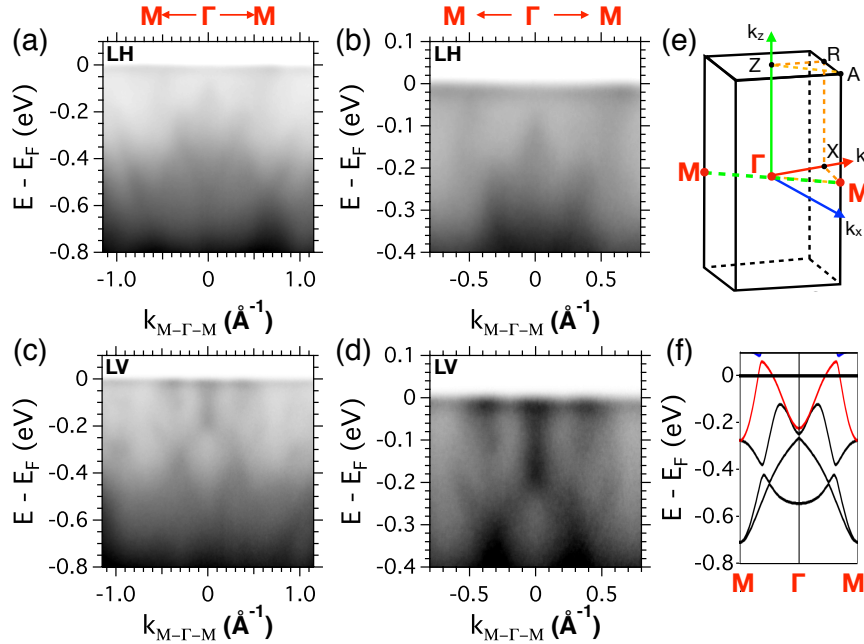 M ← Γ → M
M ← Γ → M
(a)
LH
E - E_F (eV)
0
-0.2
-0.4
-0.6
-0.8
-1.0
0
1.0
k_M-Γ-M (Å⁻¹)
(b)
LH
E - E_F (eV)
0.1
0
-0.1
-0.2
-0.3
-0.4
-0.5
0.0
0.5
k_M-Γ-M (Å⁻¹)
(e)
k_z
Z
R
A
X
k
M
Γ
M
k_x
(c)
LV
E - E_F (eV)
0
-0.2
-0.4
-0.6
-0.8
-1.0
0
1.0
k_M-Γ-M (Å⁻¹)
(d)
LV
E - E_F (eV)
0.1
0
-0.1
-0.2
-0.3
-0.4
-0.5
0.0
0.5
k_M-Γ-M (Å⁻¹)
(f)
E - E_F (eV)
0
-0.2
-0.4
-0.6
-0.8
M Γ M